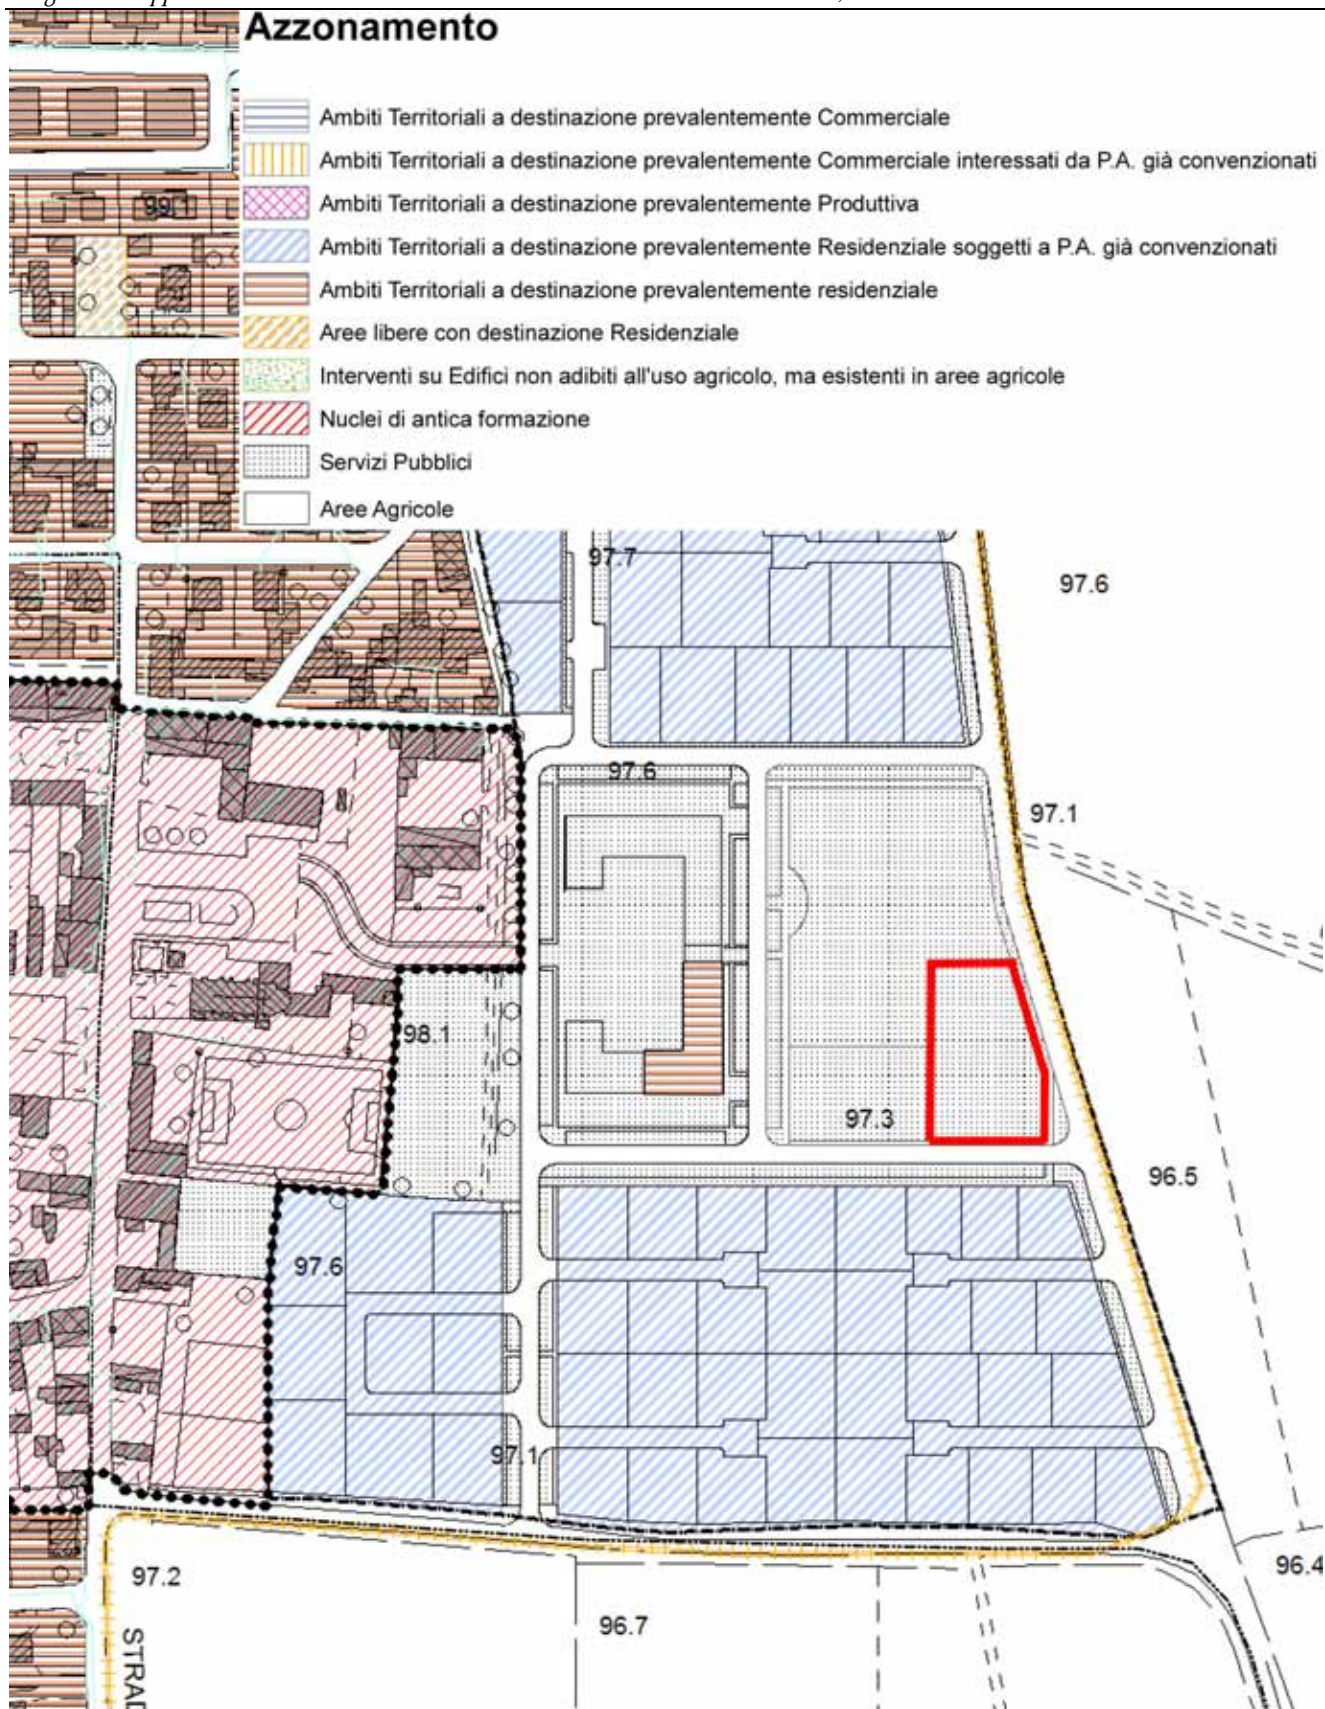 Azzonamento
Ambiti Territoriali a destinazione prevalentemente Commerciale
Ambiti Territoriali a destinazione prevalentemente Commerciale interessati da P.A. già convenzionati
Ambiti Territoriali a destinazione prevalentemente Produttiva
Ambiti Territoriali a destinazione prevalentemente Residenziale soggetti a P.A. già convenzionati
Ambiti Territoriali a destinazione prevalentemente residenziale
Aree libere con destinazione Residenziale
Interventi su Edifici non adibiti all'uso agricolo, ma esistenti in aree agricole
Nuclei di antica formazione
Servizi Pubblici
Aree Agricole
99.1
97.7
97.6
97.6
97.1
98.1
97.3
96.5
97.6
97.1
97.2
96.4
96.7
STRAD